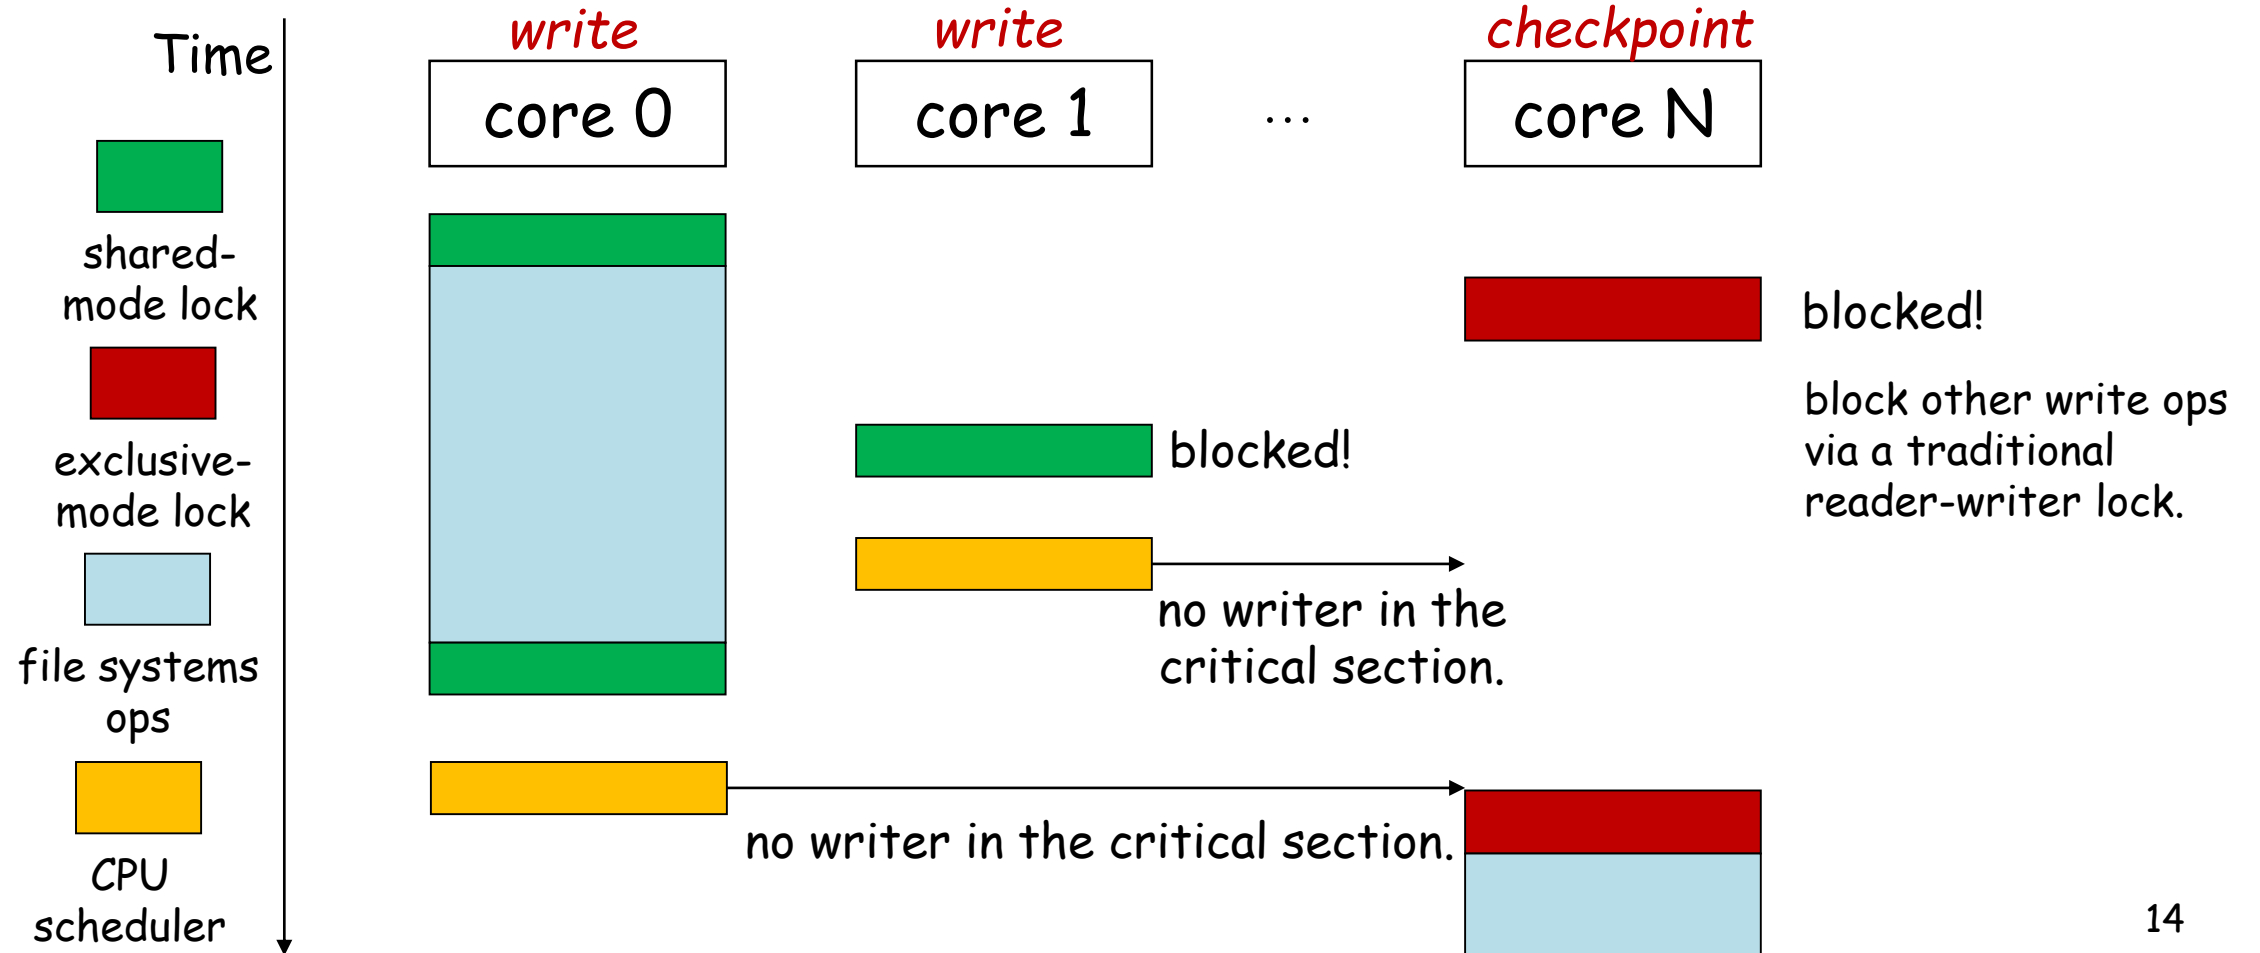 Time
write
write
checkpoint
core 0
core 1
...
core N
shared-
mode lock
exclusive-
mode lock
file systems
ops
CPU
scheduler
blocked!
blocked!
block other write ops
via a traditional
reader-writer lock.
no writer in the
critical section.
no writer in the critical section.
14